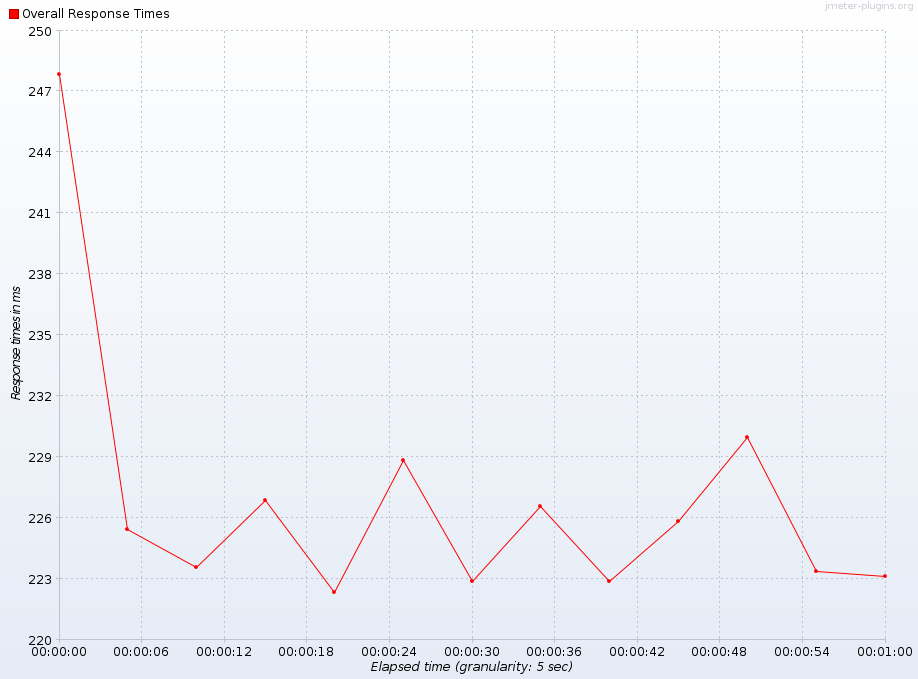 jmeter-plugins.org
Overall Response Times
250
247
244
241
238
235
232
229
226
223
220
Response times in ms
00:00:00 00:00:06 00:00:12 00:00:18 00:00:24 00:00:30 00:00:36 00:00:42 00:00:48 00:00:54 00:01:00
Elapsed time (granularity: 5 sec)